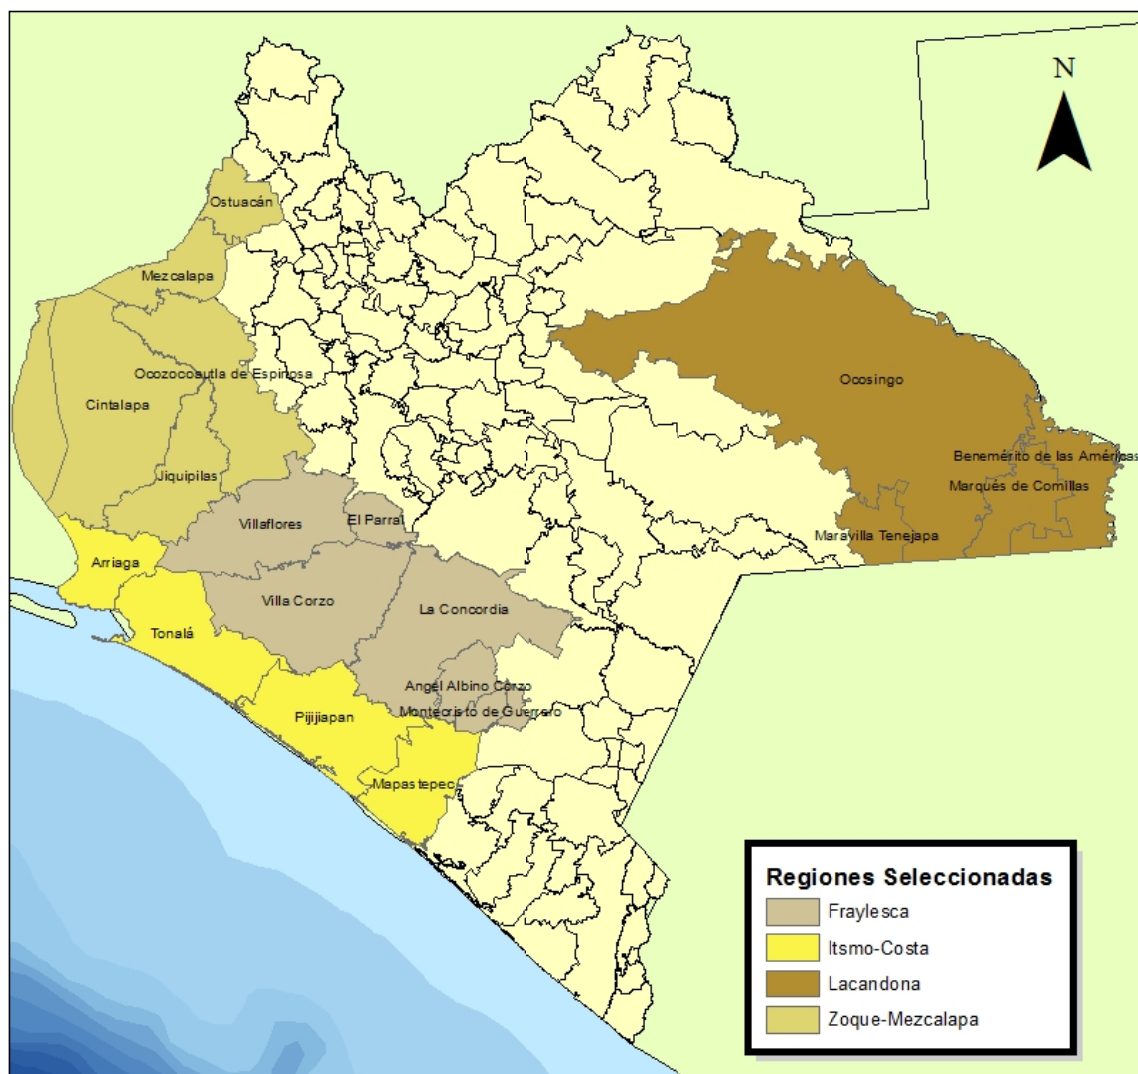 N
Ostuacán
Mezcalapa
Ocozocoautla de Espinosa
Ocosingo
Cintalapa
Benemérito de las Américas
Jiquipilas
Marqués de Comillas
Villaflores
El Parral
Maravilla Tenejapa
Arriaga
Villa Corzo
La Concordia
Tonalá
Angel Albino Corzo
Montecristo de Guerrero
Pijijiapan
Mapastepec
Regiones Seleccionadas
Fraylesca
Itsmo-Costa
Lacandona
Zoque-Mezcalapa